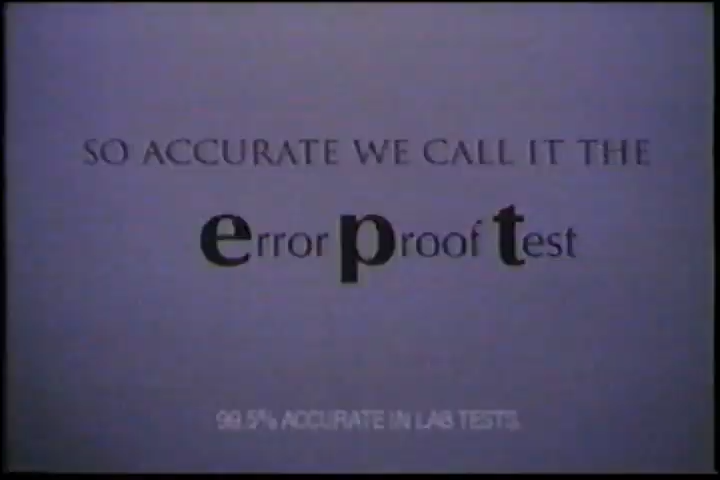 SO ACCURATE WE CALL IT THE
error proof test
99.5% ACCURATE IN LAB TESTS.